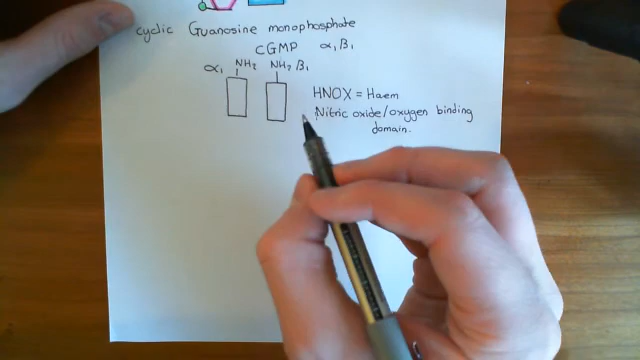 cyclic Guanosine monophosphate
cGMP α₁β₁
α₁ NH₂ NH₂ β₁
HNOX = Haem
Nitric oxide/oxygen binding
domain.